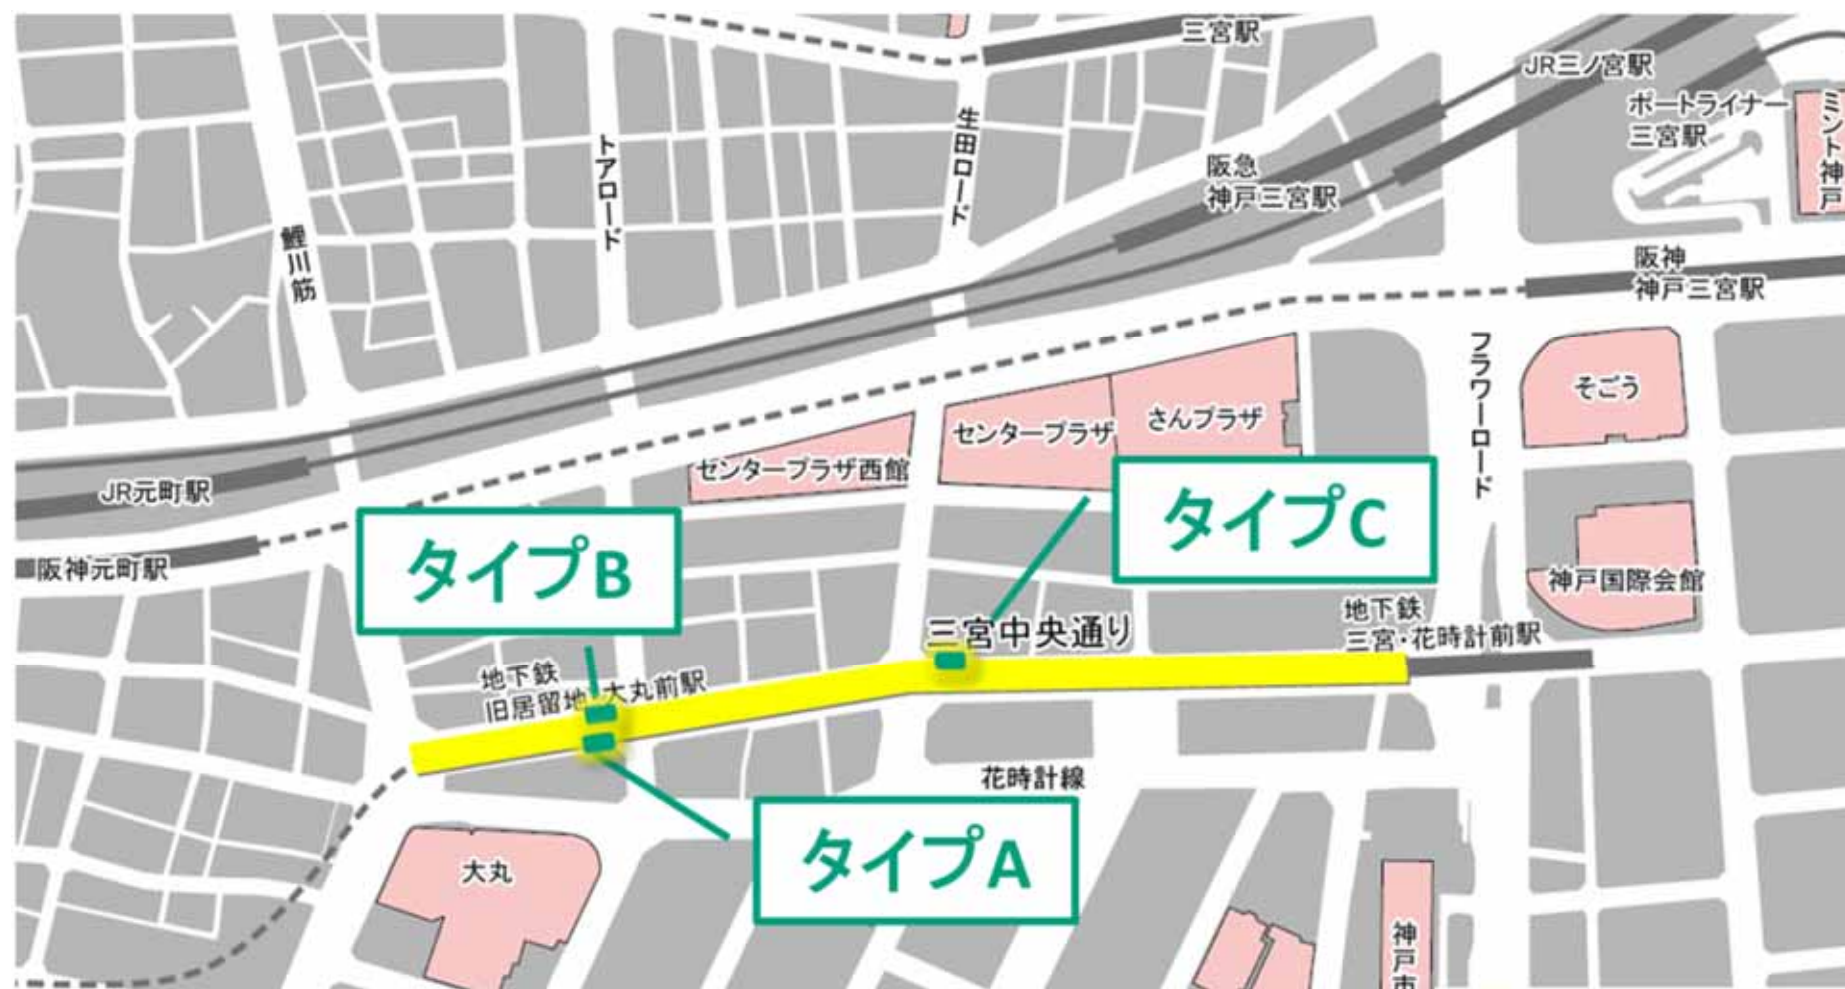 三宮駅
JR三ノ宮駅
ポートライナー
三宮駅
ミント神戸
生田ロード
トアロード
阪急
神戸三宮駅
鯉川筋
阪神
神戸三宮駅
フラワーロード
そごう
さんプラザ
センタープラザ
センタープラザ西館
JR元町駅
阪神元町駅
タイプC
タイプB
神戸国際会館
地下鉄
三宮・花時計前駅
三宮中央通り
地下鉄
旧居留地 大丸前駅
花時計線
タイプA
大丸
神戸市